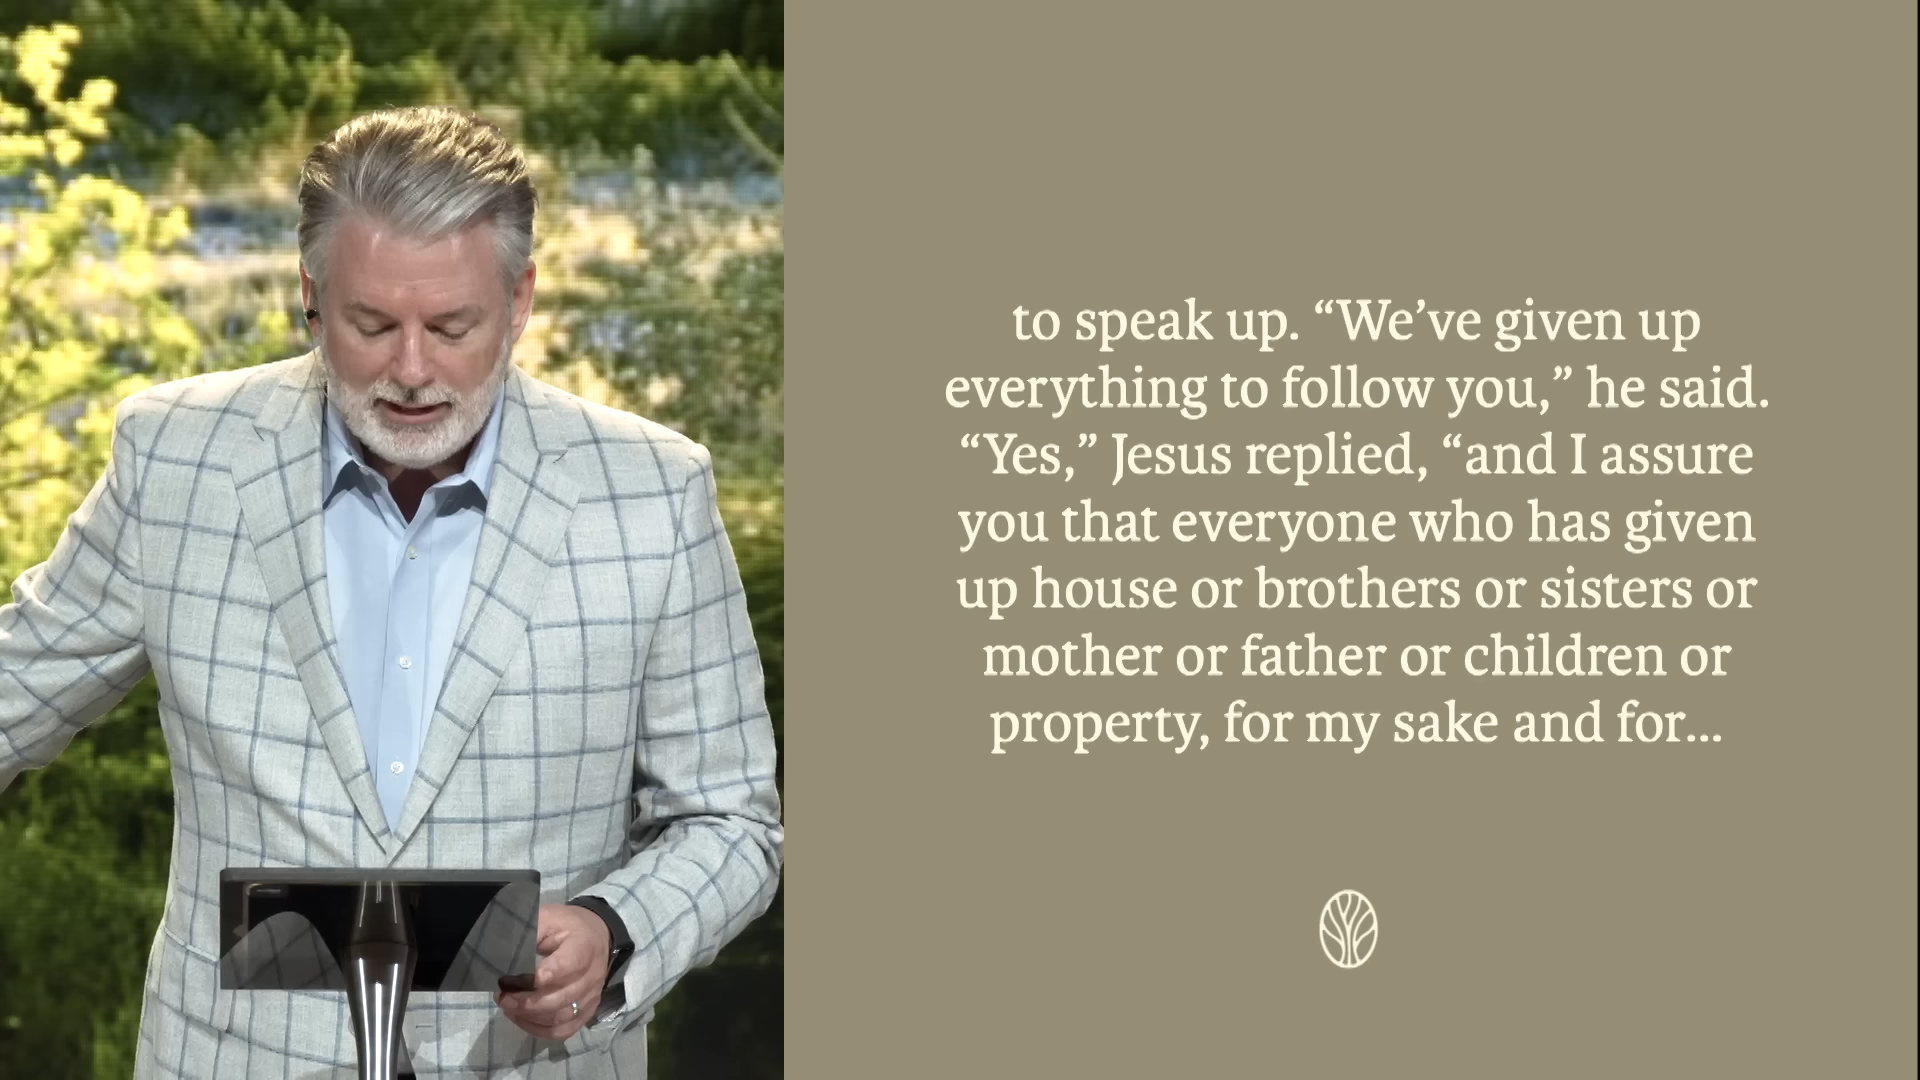 to speak up. “We’ve given up
everything to follow you,” he said.
“Yes,” Jesus replied, “and I assure
you that everyone who has given
up house or brothers or sisters or
mother or father or children or
property, for my sake and for...